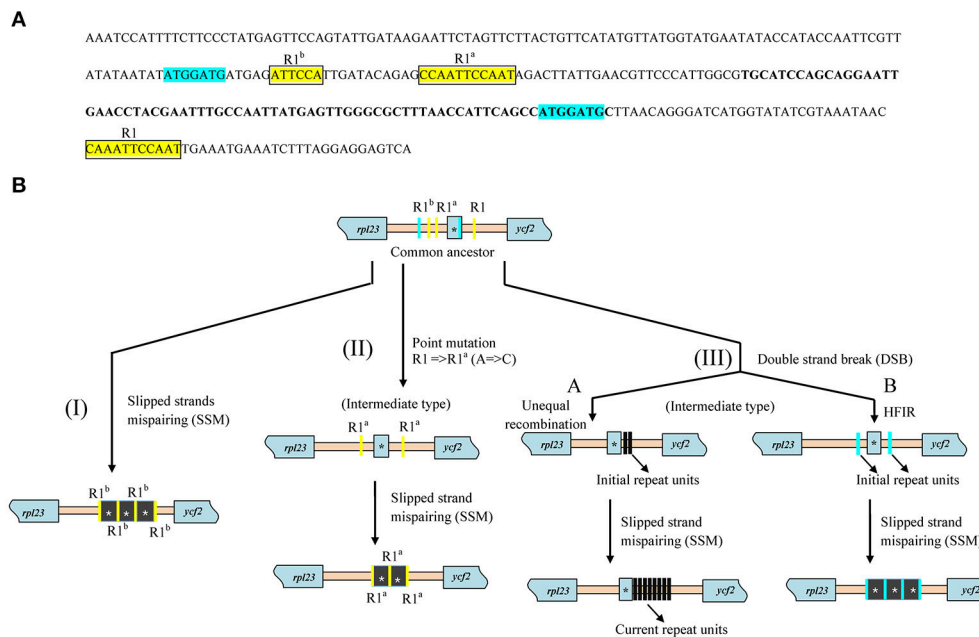 A
AAATCCATTTTCTTCCCTATGAGTTCCAGTATTGATAAGAATTCTAGTTCTTACTGTTCATATGTTATGGTATGAATATACCATACCAATTCGTT
R1b R1a
ATATAATATATGGATGATGAGATTCCATTGATACAGAGCCAATTCCAATAGACTTATTGAACGTTCCCATTGGCGTGCATCCAGCAGGAATT
GAACCTACGAATTTGCCAATTATGAGTTGGGCGCTTTAACCATTCAGCCATGGATGCTTAACAGGGATCATGGTATATCGTAAATAAC
R1
CAAATTCCAATTGAAATGAAATCTTTAGGAGGAGTCA
B
R1b R1a R1
rpl23 * ycf2
Common ancestor
(I)
Slipped strands
mispairing (SSM)
R1b R1b
rpl23 * * * ycf2
R1b R1b
(II)
Point mutation
R1 =>R1a (A=>C)
(Intermediate type)
R1a R1a
rpl23 * ycf2
Slipped strand
mispairing (SSM)
R1a
rpl23 * * ycf2
R1a R1a
(III)
Double strand break (DSB)
A B
Unequal
recombination
(Intermediate type)
HFIR
rpl23 * ycf2
rpl23 * ycf2
Initial repeat units
Initial repeat units
Slipped strand
mispairing (SSM)
Slipped strand
mispairing (SSM)
rpl23 * ycf2
rpl23 * * * ycf2
Current repeat units